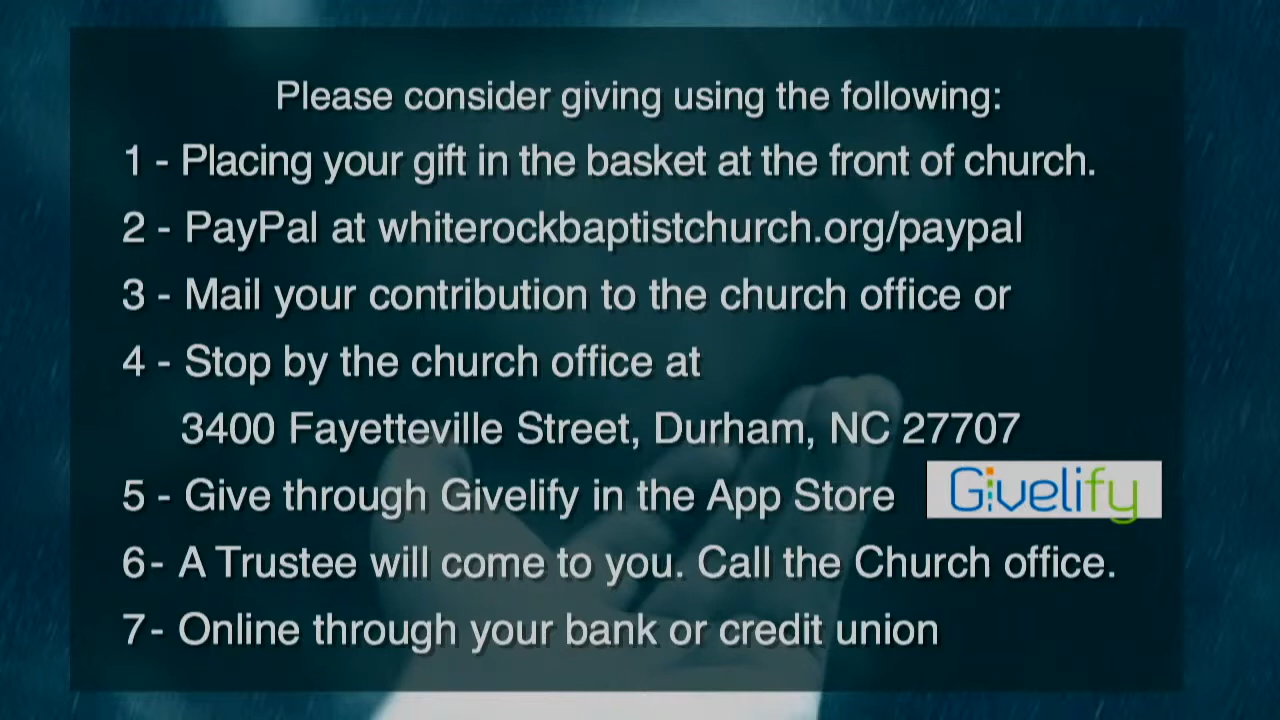 Please consider giving using the following:
1 - Placing your gift in the basket at the front of church.
2 - PayPal at whiterockbaptistchurch.org/paypal
3 - Mail your contribution to the church office or
4 - Stop by the church office at
3400 Fayetteville Street, Durham, NC 27707
5 - Give through Givelify in the App Store
Givelify
6- A Trustee will come to you. Call the Church office.
7- Online through your bank or credit union